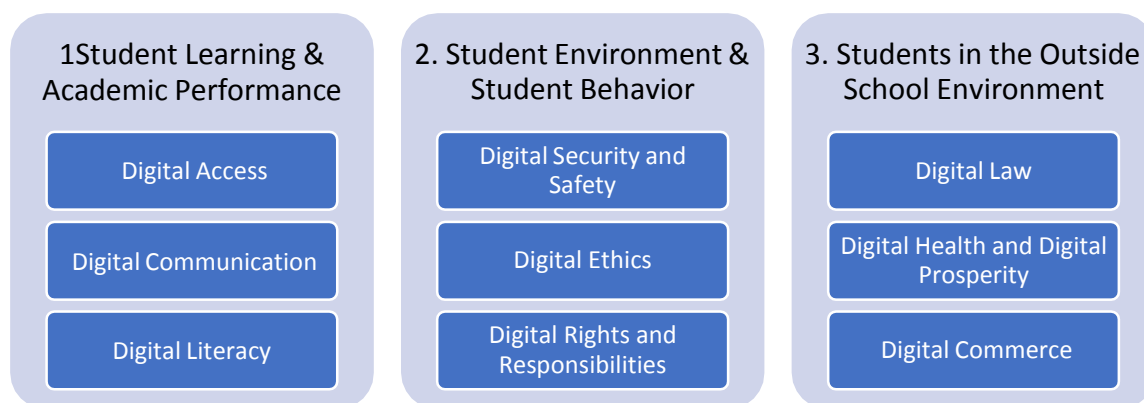 1Student Learning &
Academic Performance
Digital Access
Digital Communication
Digital Literacy
2. Student Environment &
Student Behavior
Digital Security and
Safety
Digital Ethics
Digital Rights and
Responsibilities
3. Students in the Outside
School Environment
Digital Law
Digital Health and Digital
Prosperity
Digital Commerce